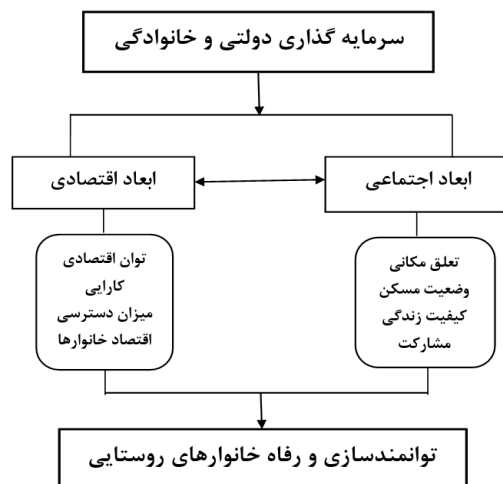 سرمایه گذاری دولتی و خانوادگی
ابعاد اجتماعی
ابعاد اقتصادی
تعلق مکانی
وضعیت مسکن
کیفیت زندگی
مشارکت
توان اقتصادی
کارایی
میزان دسترسی
اقتصاد خانوارها
توانمندسازی و رفاه خانوارهای روستایی